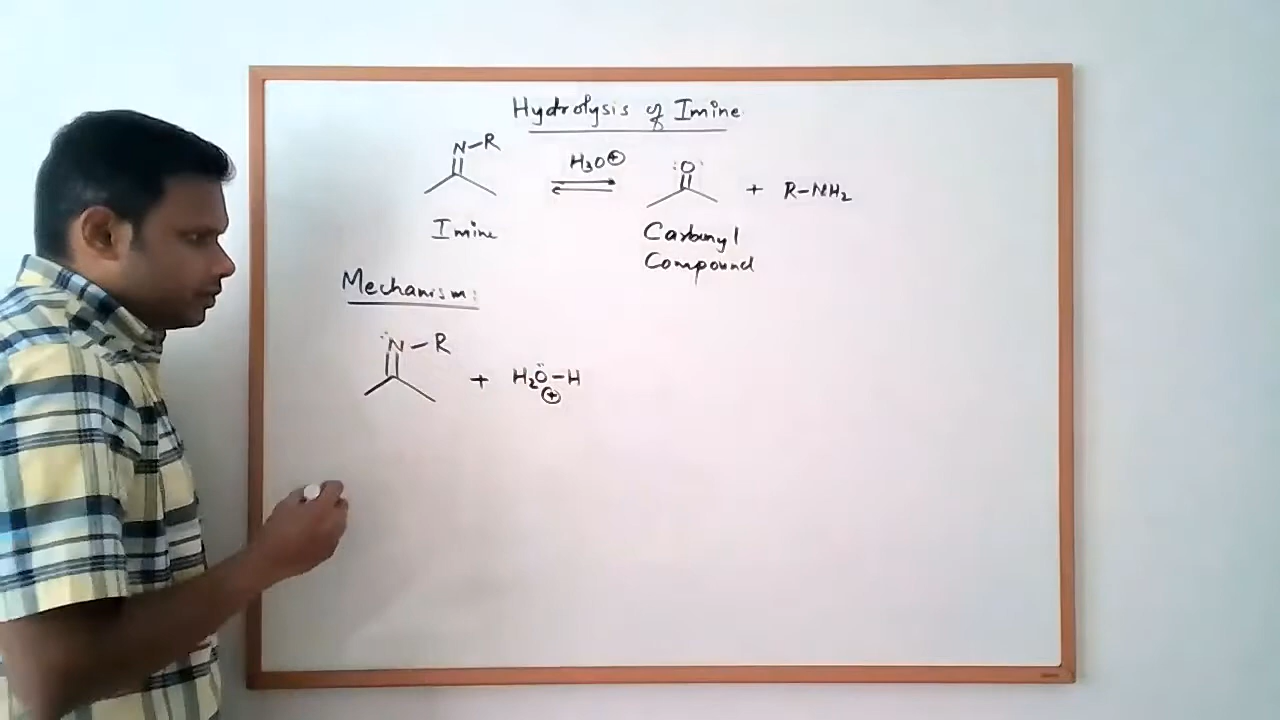 Hydrolysis of Imine
N-R
H3O⊕
:O:
+ R-NH2
Imine
Carbonyl
Compound
Mechanism:
:N-R
+ H2Ö-H
⊕